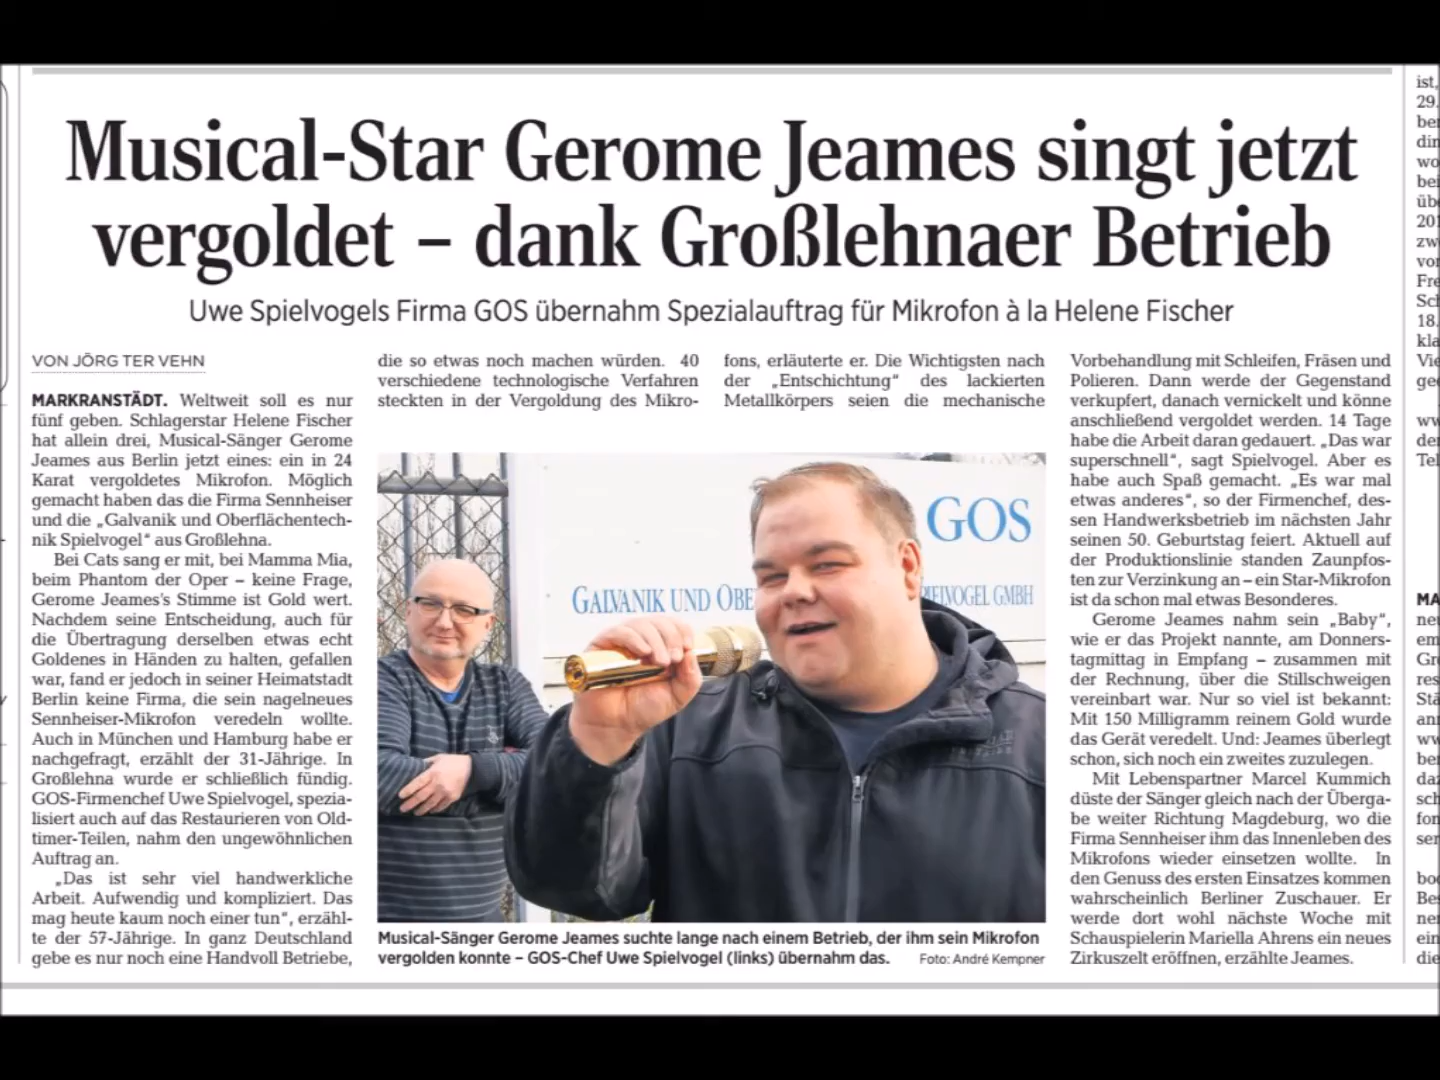 Musical-Star Gerome Jeames singt jetzt
vergoldet – dank Großlehnaer Betrieb
Uwe Spielvogels Firma GOS übernahm Spezialauftrag für Mikrofon à la Helene Fischer
VON JÖRG TER VEHN
MARKRANSTÄDT. Weltweit soll es nur
fünf geben. Schlagerstar Helene Fischer
hat allein drei, Musical-Sänger Gerome
Jeames aus Berlin jetzt eines: ein in 24
Karat vergoldetes Mikrofon. Möglich
gemacht haben das die Firma Sennheiser
und die „Galvanik und Oberflächentech-
nik Spielvogel“ aus Großlehna.
Bei Cats sang er mit, bei Mamma Mia,
beim Phantom der Oper – keine Frage,
Gerome Jeames's Stimme ist Gold wert.
Nachdem seine Entscheidung, auch für
die Übertragung derselben etwas echt
Goldenes in Händen zu halten, gefallen
war, fand er jedoch in seiner Heimatstadt
Berlin keine Firma, die sein nagelneues
Sennheiser-Mikrofon veredeln wollte.
Auch in München und Hamburg habe er
nachgefragt, erzählt der 31-Jährige. In
Großlehna wurde er schließlich fündig.
GOS-Firmenchef Uwe Spielvogel, spezia-
lisiert auch auf das Restaurieren von Old-
timer-Teilen, nahm den ungewöhnlichen
Auftrag an.
„Das ist sehr viel handwerkliche
Arbeit. Aufwendig und kompliziert. Das
mag heute kaum noch einer tun“, erzähl-
te der 57-Jährige. In ganz Deutschland
gebe es nur noch eine Handvoll Betriebe,
die so etwas noch machen würden. 40
verschiedene technologische Verfahren
steckten in der Vergoldung des Mikro-
fons, erläuterte er. Die Wichtigsten nach
der „Entschichtung“ des lackierten
Metallkörpers seien die mechanische
Vorbehandlung mit Schleifen, Fräsen und
Polieren. Dann werde der Gegenstand
verkupfert, danach vernickelt und könne
anschließend vergoldet werden. 14 Tage
habe die Arbeit daran gedauert. „Das war
superschnell“, sagt Spielvogel. Aber es
habe auch Spaß gemacht. „Es war mal
etwas anderes“, so der Firmenchef, des-
sen Handwerksbetrieb im nächsten Jahr
seinen 50. Geburtstag feiert. Aktuell auf
der Produktionslinie standen Zaunpfos-
ten zur Verzinkung an – ein Star-Mikrofon
ist da schon mal etwas Besonderes.
Gerome Jeames nahm sein „Baby“,
wie er das Projekt nannte, am Donners-
tagmittag in Empfang – zusammen mit
der Rechnung, über die Stillschweigen
vereinbart war. Nur so viel ist bekannt:
Mit 150 Milligramm reinem Gold wurde
das Gerät veredelt. Und: Jeames überlegt
schon, sich noch ein zweites zuzulegen.
Mit Lebenspartner Marcel Kummich
düste der Sänger gleich nach der Überga-
be weiter Richtung Magdeburg, wo die
Firma Sennheiser ihm das Innenleben des
Mikrofons wieder einsetzen wollte. In
den Genuss des ersten Einsatzes kommen
wahrscheinlich Berliner Zuschauer. Er
werde dort wohl nächste Woche mit
Schauspielerin Mariella Ahrens ein neues
Zirkuszelt eröffnen, erzählte Jeames.
GOS
GALVANIK UND OBE PIELVOGEL GMBH
Musical-Sänger Gerome Jeames suchte lange nach einem Betrieb, der ihm sein Mikrofon
vergolden konnte – GOS-Chef Uwe Spielvogel (links) übernahm das. Foto: André Kempner